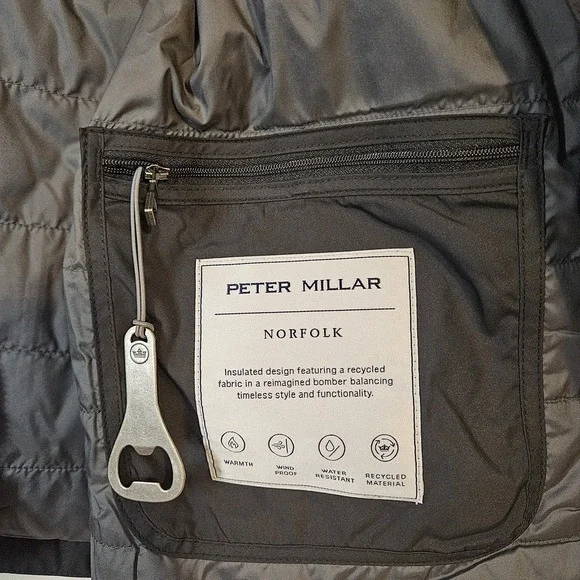 PETER MILLAR
NORFOLK
Insulated design featuring a recycled
fabric in a reimagined bomber balancing
timeless style and functionality.
WARMTH
WIND
PROOF
WATER
RESISTANT
RECYCLED
MATERIAL